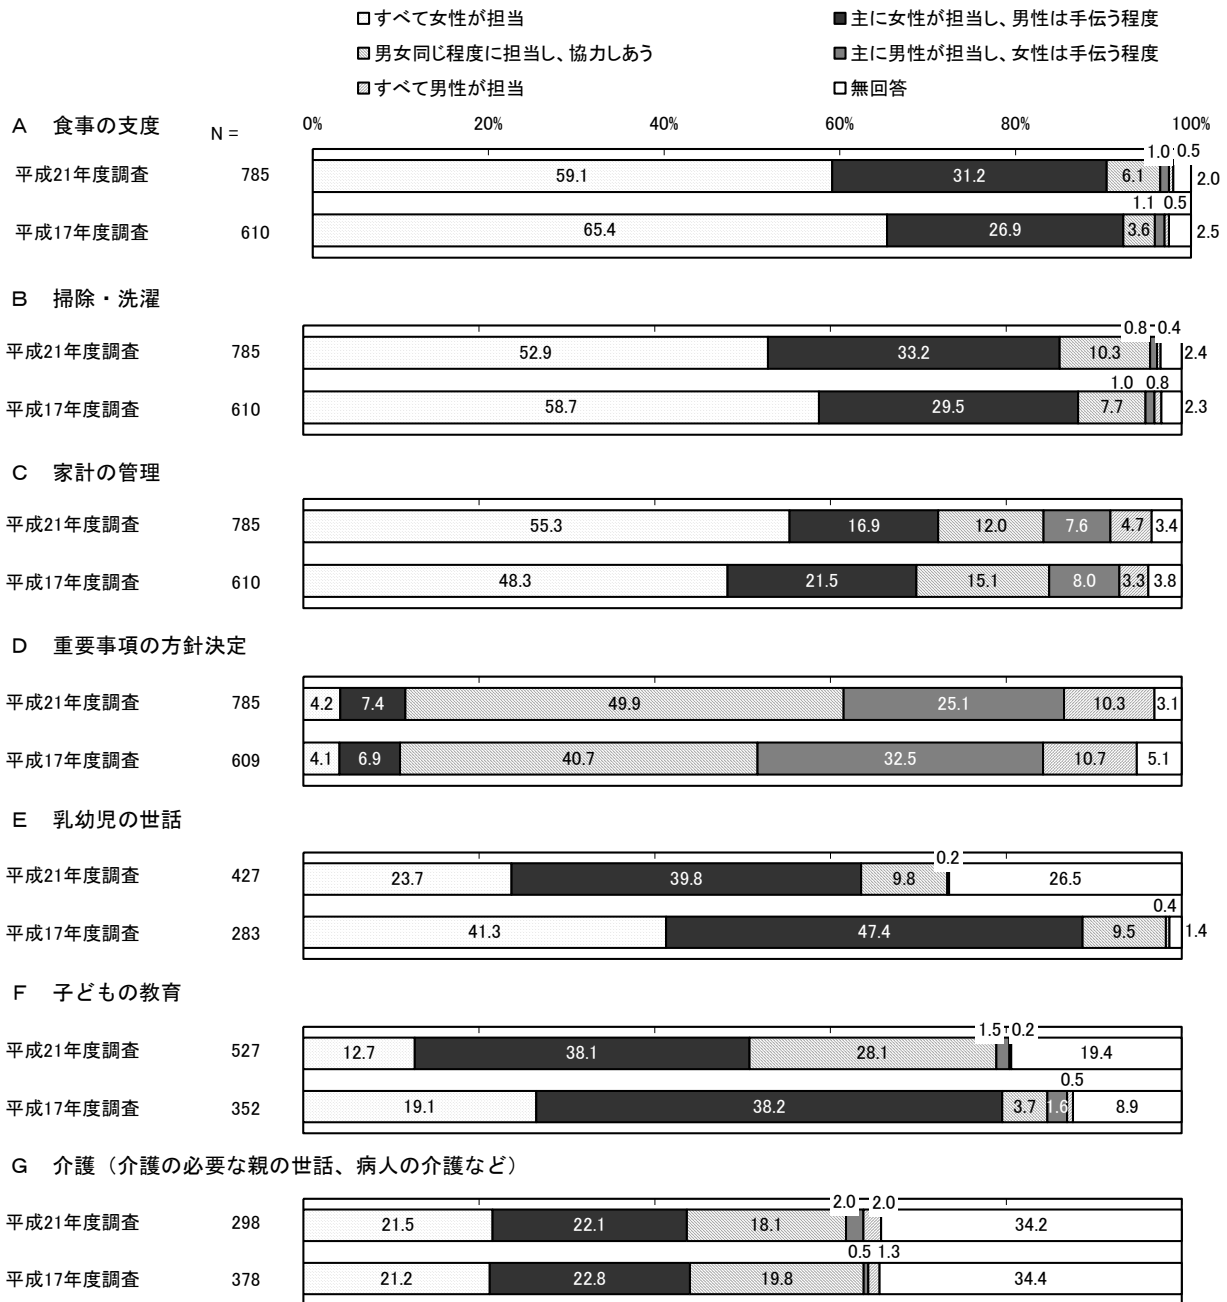 すべて女性が担当 主に女性が担当し、男性は手伝う程度
男女同じ程度に担当し、協力しあう 主に男性が担当し、女性は手伝う程度
すべて男性が担当 無回答
A 食事の支度 N = 0% 20% 40% 60% 80% 100%
平成21年度調査 785 59.1 31.2 6.1 1.0 0.5 2.0
平成17年度調査 610 65.4 26.9 3.6 1.1 0.5 2.5
B 掃除・洗濯
平成21年度調査 785 52.9 33.2 10.3 0.8 0.4 2.4
平成17年度調査 610 58.7 29.5 7.7 1.0 0.8 2.3
C 家計の管理
平成21年度調査 785 55.3 16.9 12.0 7.6 4.7 3.4
平成17年度調査 610 48.3 21.5 15.1 8.0 3.3 3.8
D 重要事項の方針決定
平成21年度調査 785 4.2 7.4 49.9 25.1 10.3 3.1
平成17年度調査 609 4.1 6.9 40.7 32.5 10.7 5.1
E 乳幼児の世話
平成21年度調査 427 23.7 39.8 9.8 0.2 26.5
平成17年度調査 283 41.3 47.4 9.5 0.4 1.4
F 子どもの教育
平成21年度調査 527 12.7 38.1 28.1 1.5 0.2 19.4
平成17年度調査 352 19.1 38.2 3.7 1.6 0.5 8.9
G 介護（介護の必要な親の世話、病人の介護など）
平成21年度調査 298 21.5 22.1 18.1 2.0 2.0 34.2
平成17年度調査 378 21.2 22.8 19.8 0.5 1.3 34.4